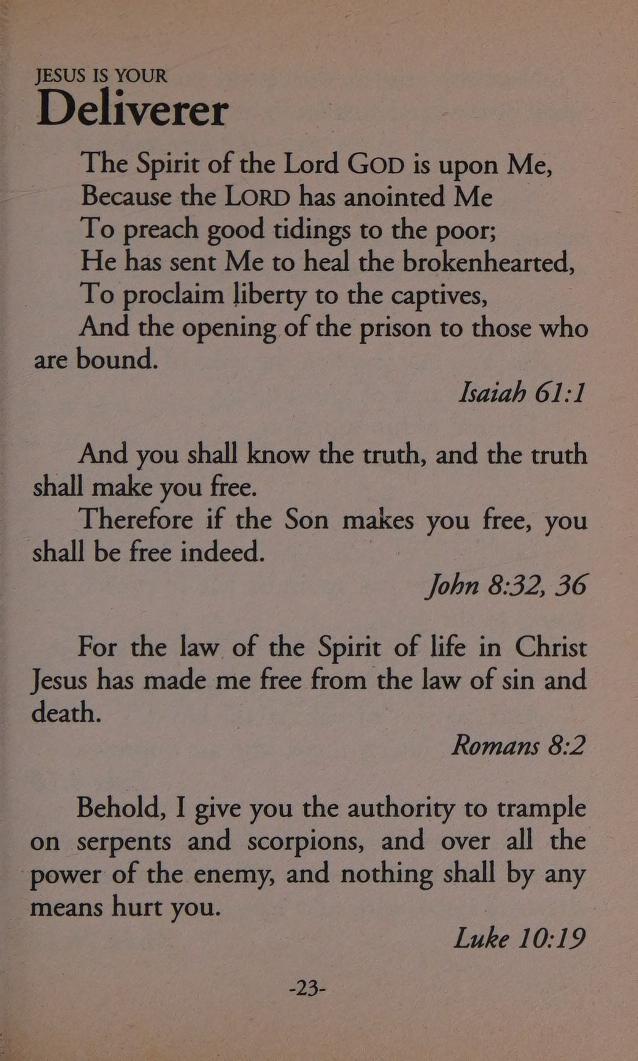 JESUS IS YOUR
Deliverer
The Spirit of the Lord GOD is upon Me,
Because the LORD has anointed Me
To preach good tidings to the poor;
He has sent Me to heal the brokenhearted,
To proclaim liberty to the captives,
And the opening of the prison to those who
are bound.
Isaiah 61:1
And you shall know the truth, and the truth
shall make you free.
Therefore if the Son makes you free, you
shall be free indeed.
John 8:32, 36
For the law of the Spirit of life in Christ
Jesus has made me free from the law of sin and
death.
Romans 8:2
Behold, I give you the authority to trample
on serpents and scorpions, and over all the
power of the enemy, and nothing shall by any
means hurt you.
Luke 10:19
-23-